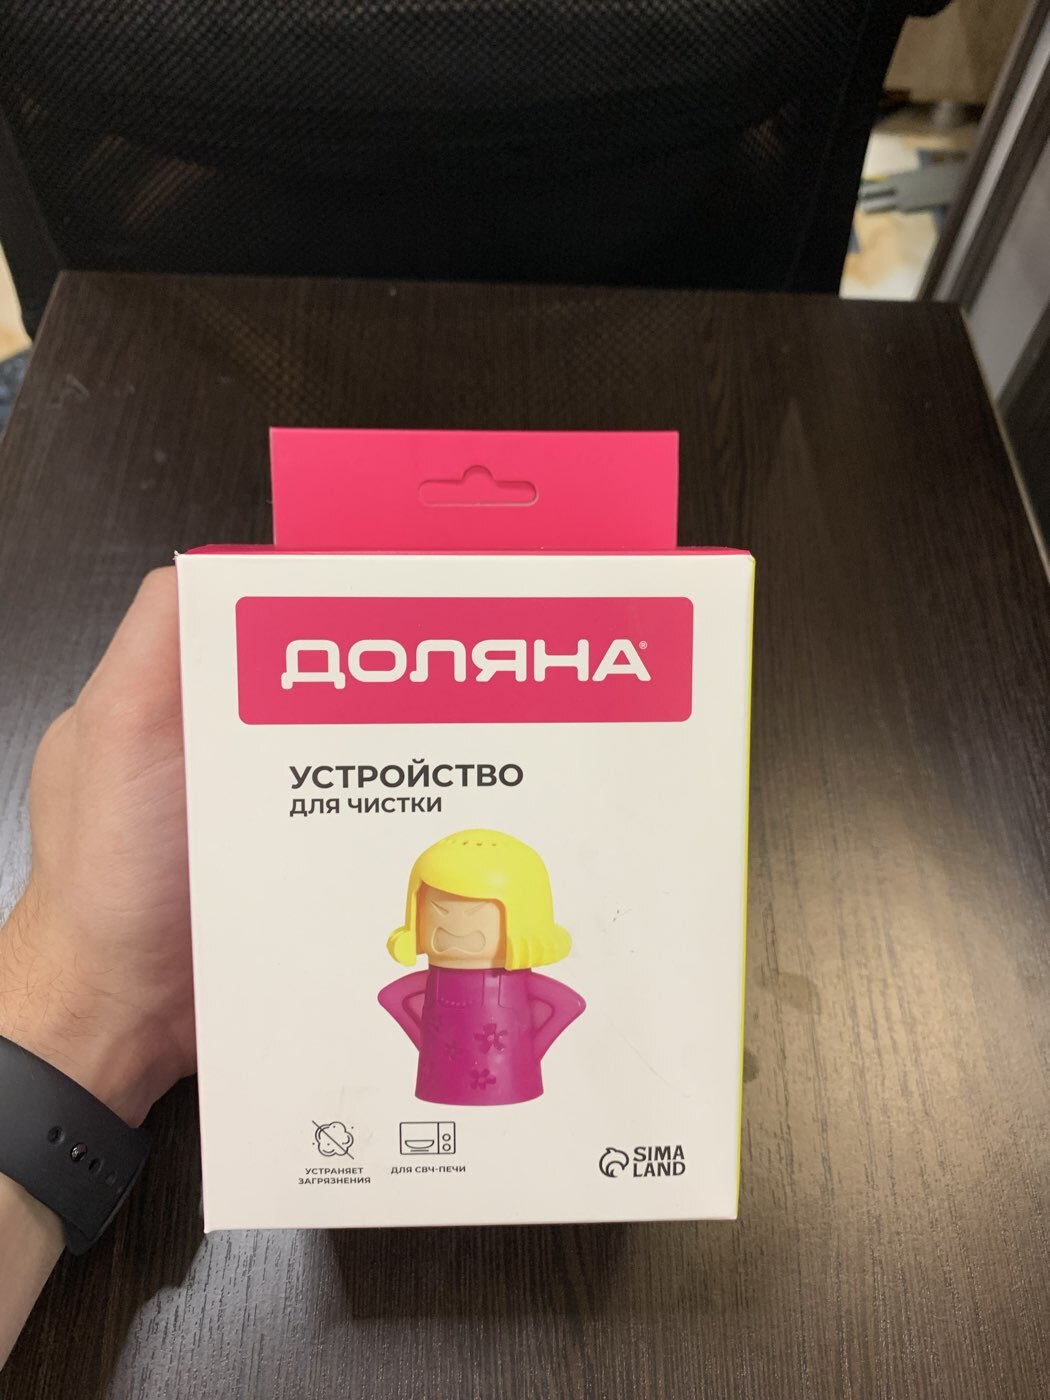 ДОЛЯНА®
УСТРОЙСТВО
ДЛЯ ЧИСТКИ
УСТРАНЯЕТ
ЗАГРЯЗНЕНИЯ
ДЛЯ СВЧ-ПЕЧИ
SIMA
LAND